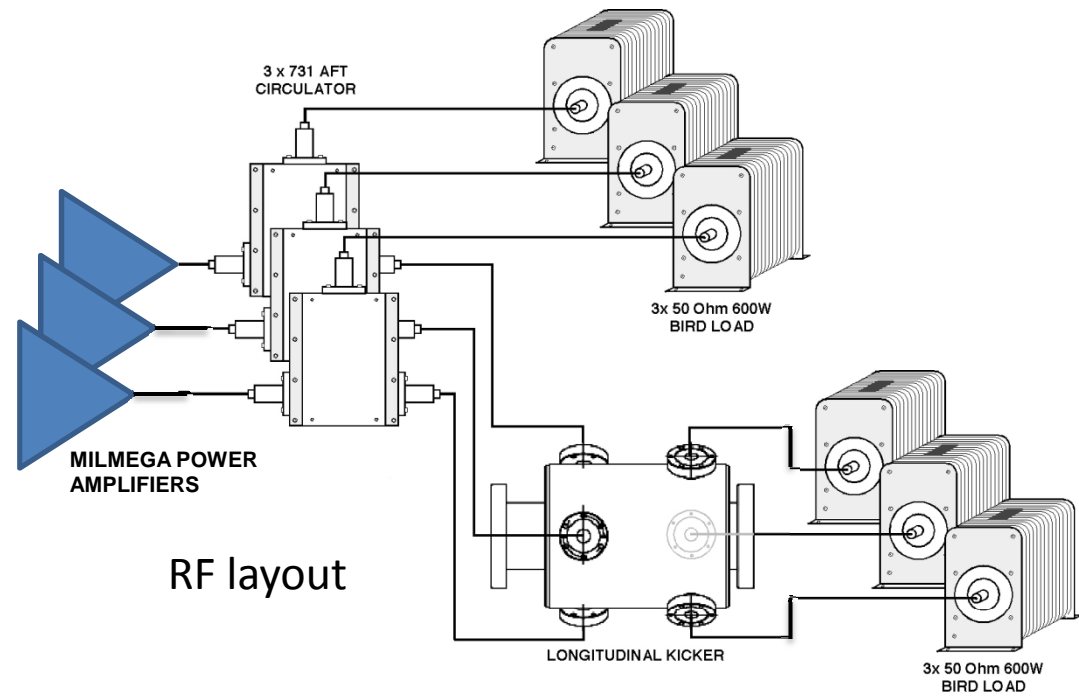 3 x 731 AFT
CIRCULATOR
3x 50 Ohm 600W
BIRD LOAD
MILMEGA POWER
AMPLIFIERS
RF layout
LONGITUDINAL KICKER
3x 50 Ohm 600W
BIRD LOAD